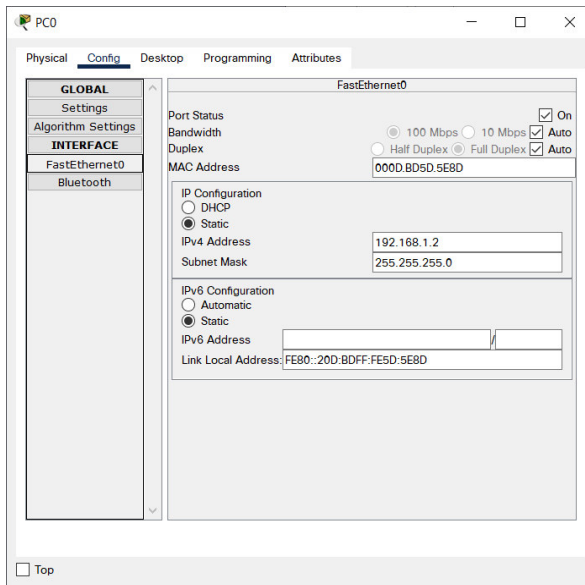 PC0
Physical Config Desktop Programming Attributes
GLOBAL
Settings
Algorithm Settings
INTERFACE
FastEthernet0
Bluetooth
FastEthernet0
Port Status On
Bandwidth 100 Mbps 10 Mbps Auto
Duplex Half Duplex Full Duplex Auto
MAC Address 000D.BD5D.5E8D
IP Configuration
DHCP
Static
IPv4 Address 192.168.1.2
Subnet Mask 255.255.255.0
IPv6 Configuration
Automatic
Static
IPv6 Address /
Link Local Address: FE80::20D:BDFF:FE5D:5E8D
Top